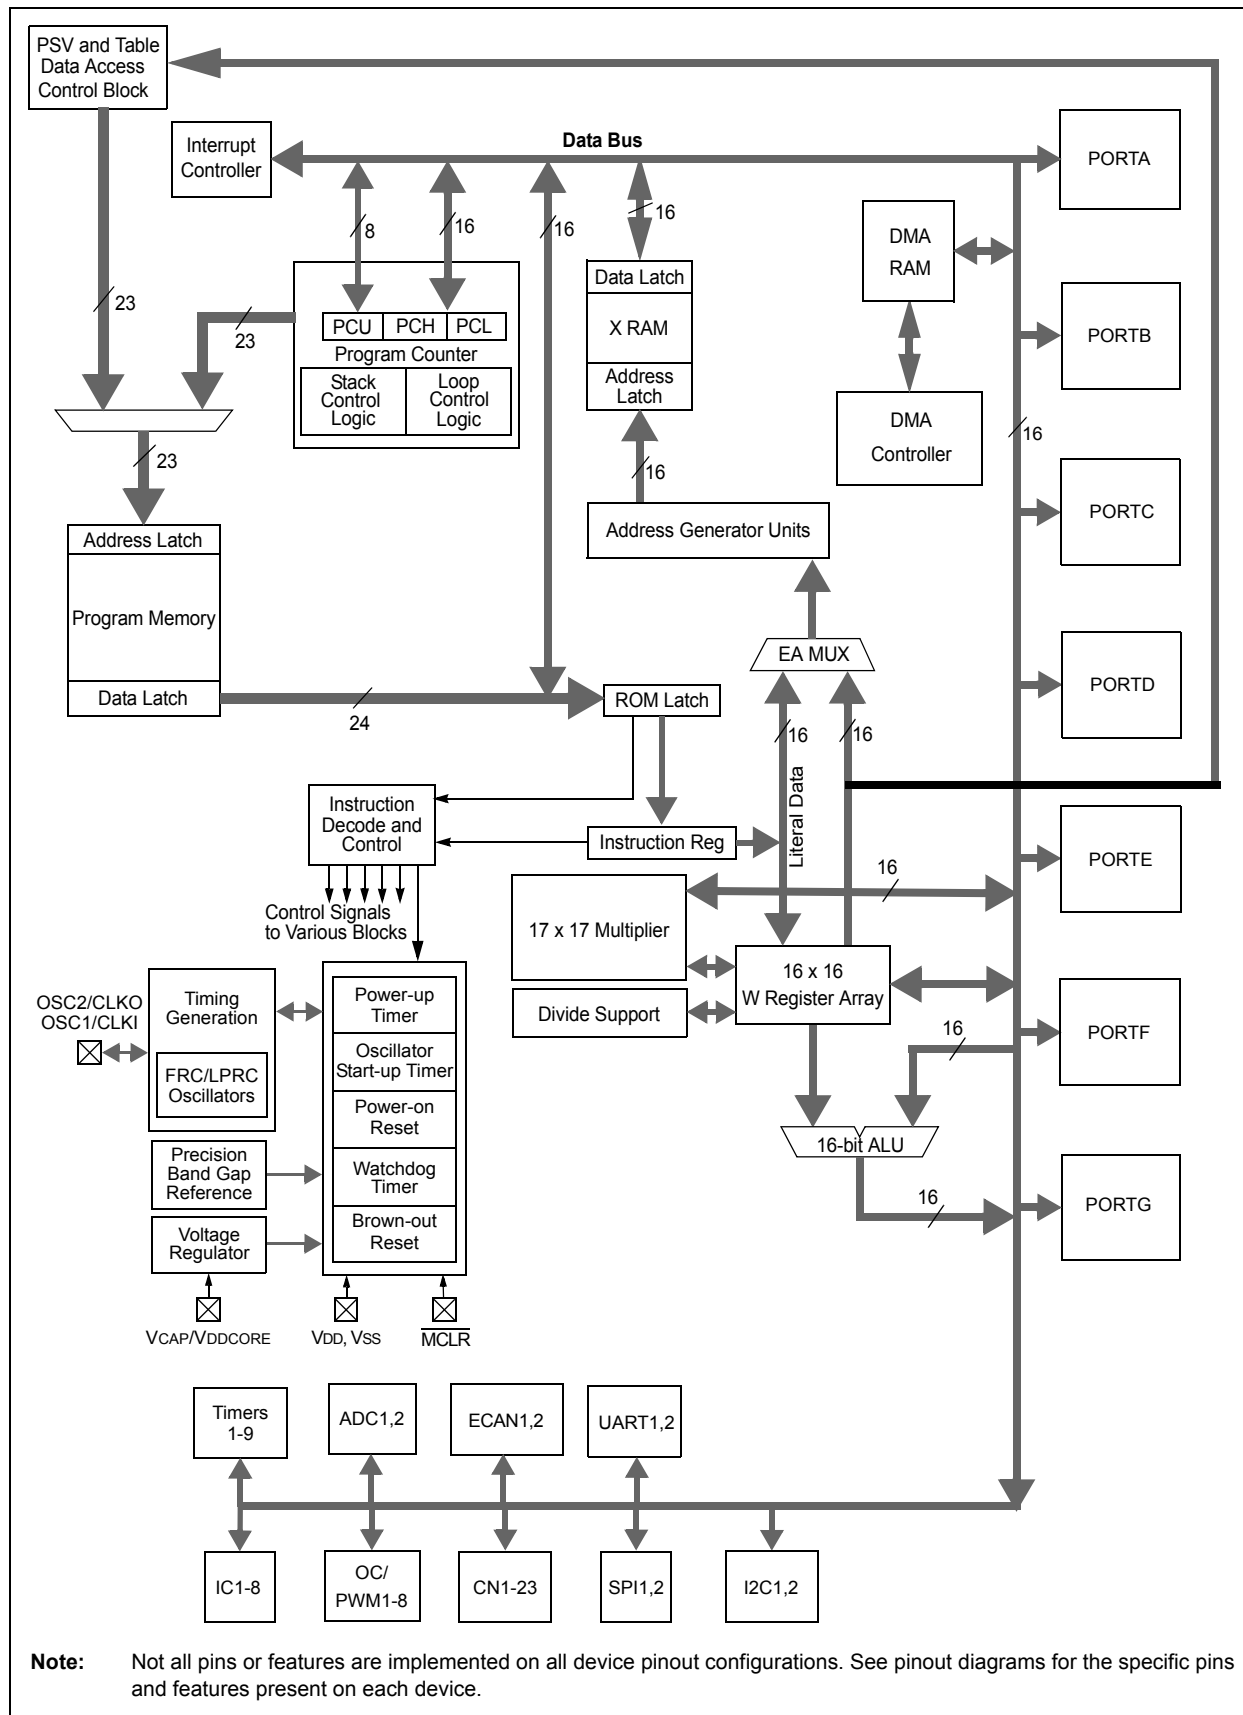 PSV and Table
Data Access
Control Block
Interrupt
Controller
Data Bus
PORTA
8
16
16
16
DMA
RAM
23
23
Data Latch
X RAM
Address
Latch
PCU
PCH
PCL
Program Counter
Stack
Control
Logic
Loop
Control
Logic
PORTB
DMA
Controller
16
23
16
Address Latch
Program Memory
Data Latch
Address Generator Units
PORTC
EA MUX
PORTD
24
ROM Latch
16
16
Literal Data
Instruction
Decode and
Control
Instruction Reg
PORTE
16
Control Signals
to Various Blocks
17 x 17 Multiplier
16 x 16
W Register Array
Divide Support
OSC2/CLKO
OSC1/CLKI
Timing
Generation
FRC/LPRC
Oscillators
Power-up
Timer
Oscillator
Start-up Timer
Power-on
Reset
Watchdog
Timer
Brown-out
Reset
PORTF
16
16-bit ALU
Precision
Band Gap
Reference
Voltage
Regulator
16
PORTG
VCAP/VDDCORE
VDD, VSS
MCLR
Timers
1-9
ADC1,2
ECAN1,2
UART1,2
IC1-8
OC/
PWM1-8
CN1-23
SPI1,2
I2C1,2
Note: Not all pins or features are implemented on all device pinout configurations. See pinout diagrams for the specific pins
and features present on each device.